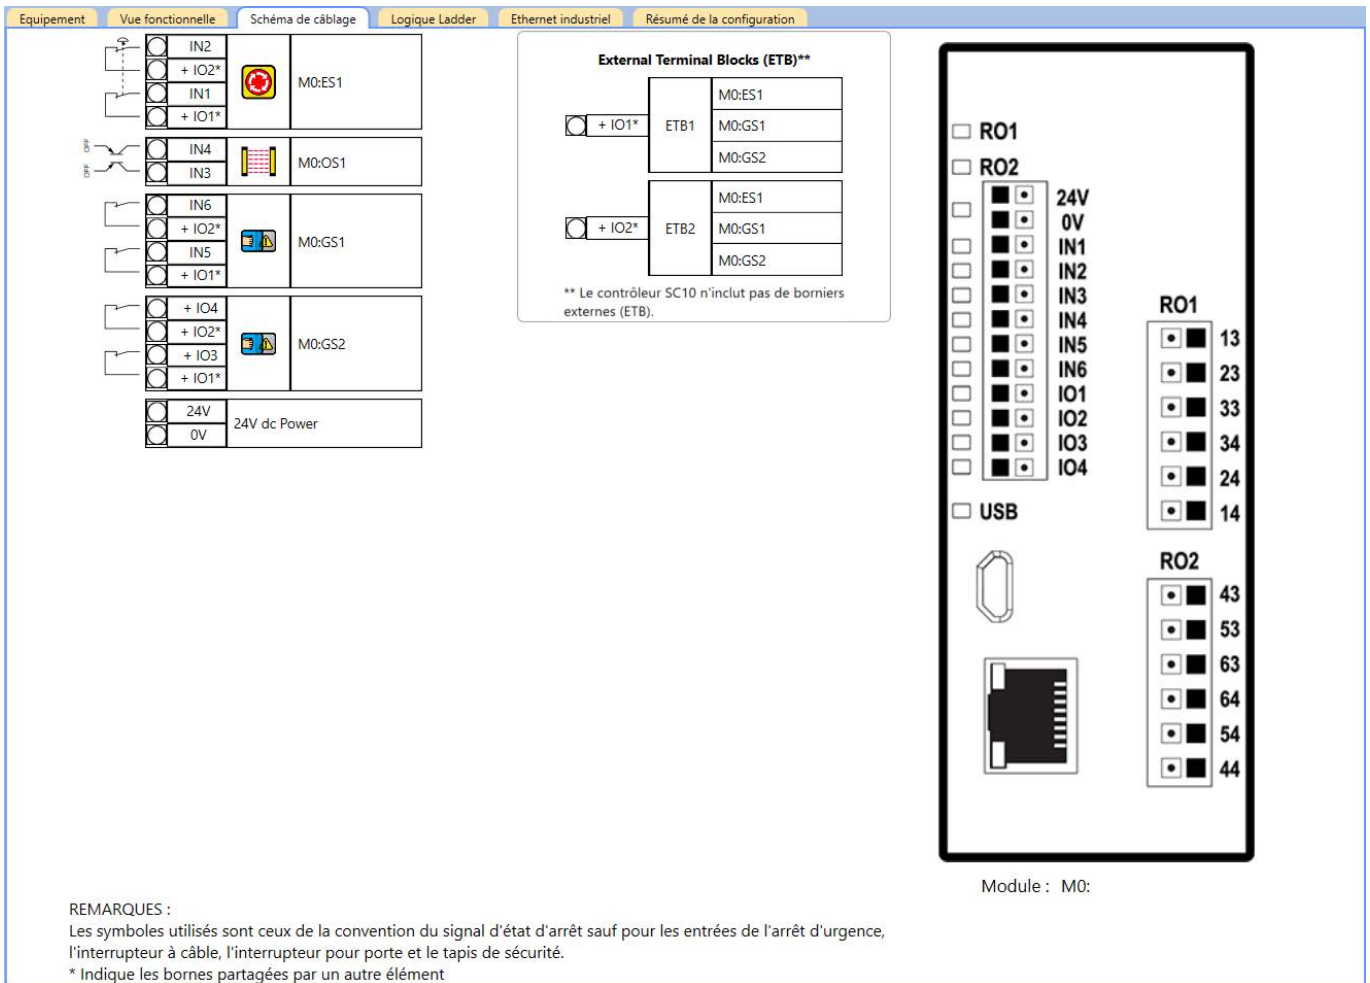 Equipement Vue fonctionnelle Schéma de câblage Logique Ladder Ethernet industriel Résumé de la configuration
IN2
+ IO2*
IN1
+ IO1*
M0:ES1
OFF
OFF
IN4
IN3
M0:OS1
IN6
+ IO2*
IN5
+ IO1*
M0:GS1
+ IO4
+ IO2*
+ IO3
+ IO1*
M0:GS2
24V
0V
24V dc Power
External Terminal Blocks (ETB)**
+ IO1*
ETB1
M0:ES1
M0:GS1
M0:GS2
+ IO2*
ETB2
M0:ES1
M0:GS1
M0:GS2
** Le contrôleur SC10 n'inclut pas de borniers
externes (ETB).
RO1
RO2
24V
0V
IN1
IN2
IN3
IN4
IN5
IN6
IO1
IO2
IO3
IO4
USB
RO1
13
23
33
34
24
14
RO2
43
53
63
64
54
44
Module : M0:
REMARQUES :
Les symboles utilisés sont ceux de la convention du signal d'état d'arrêt sauf pour les entrées de l'arrêt d'urgence,
l'interrupteur à câble, l'interrupteur pour porte et le tapis de sécurité.
* Indique les bornes partagées par un autre élément